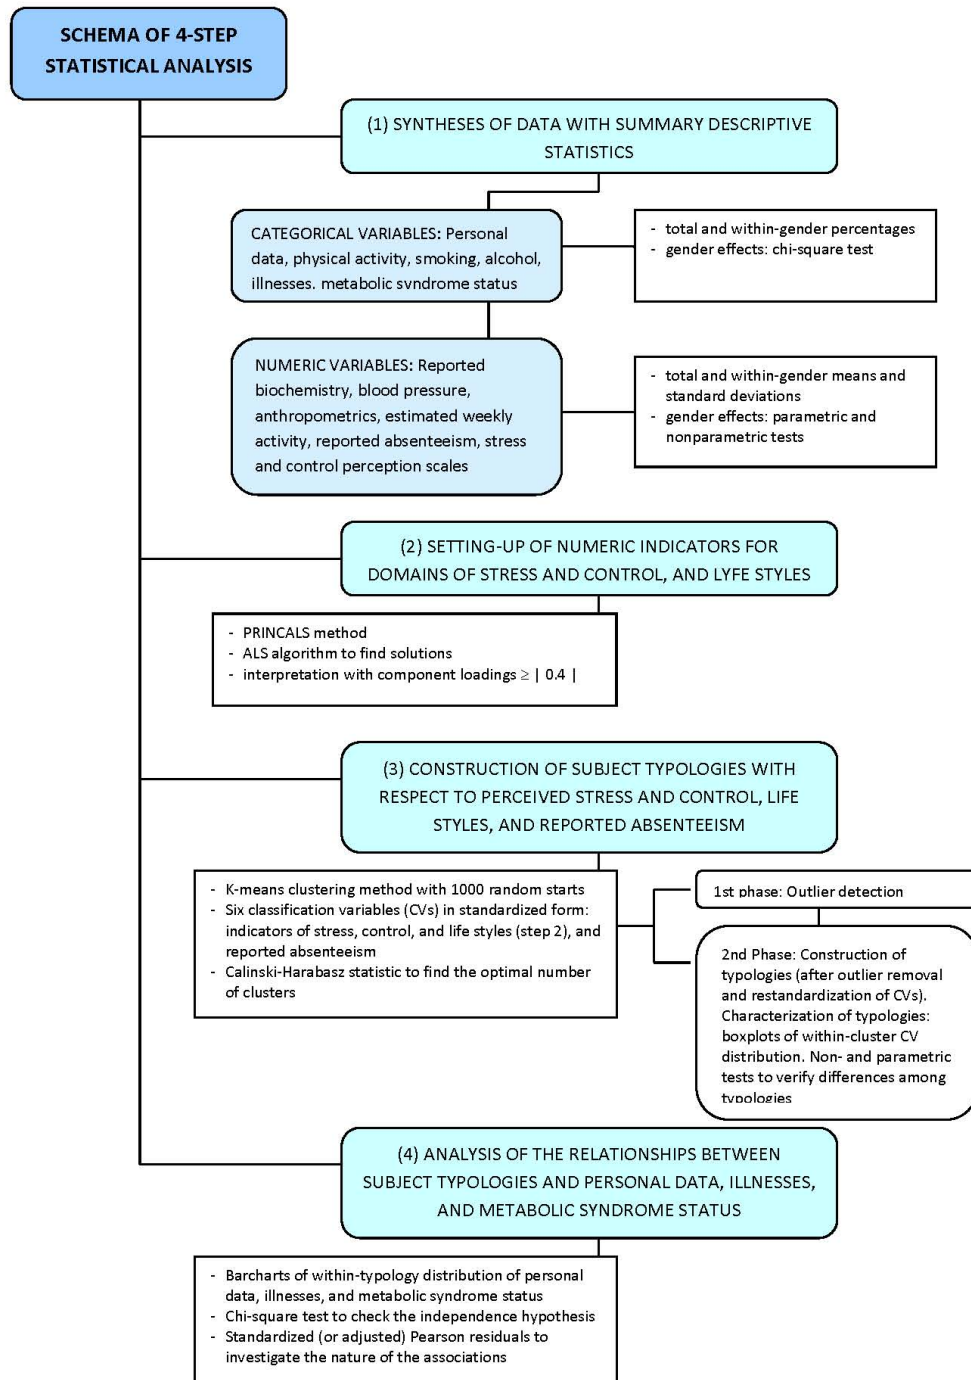 SCHEMA OF 4-STEP
STATISTICAL ANALYSIS
(1) SYNTHESES OF DATA WITH SUMMARY DESCRIPTIVE
STATISTICS
CATEGORICAL VARIABLES: Personal
data, physical activity, smoking, alcohol,
illnesses. metabolic syndrome status
- total and within-gender percentages
- gender effects: chi-square test
NUMERIC VARIABLES: Reported
biochemistry, blood pressure,
anthropometrics, estimated weekly
activity, reported absenteeism, stress
and control perception scales
- total and within-gender means and
standard deviations
- gender effects: parametric and
nonparametric tests
(2) SETTING-UP OF NUMERIC INDICATORS FOR
DOMAINS OF STRESS AND CONTROL, AND LYFE STYLES
- PRINCALS method
- ALS algorithm to find solutions
- interpretation with component loadings ≥ | 0.4 |
(3) CONSTRUCTION OF SUBJECT TYPOLOGIES WITH
RESPECT TO PERCEIVED STRESS AND CONTROL, LIFE
STYLES, AND REPORTED ABSENTEEISM
- K-means clustering method with 1000 random starts
- Six classification variables (CVs) in standardized form:
indicators of stress, control, and life styles (step 2), and
reported absenteeism
- Calinski-Harabasz statistic to find the optimal number
of clusters
1st phase: Outlier detection
2nd Phase: Construction of
typologies (after outlier removal
and restandardization of CVs).
Characterization of typologies:
boxplots of within-cluster CV
distribution. Non- and parametric
tests to verify differences among
typologies
(4) ANALYSIS OF THE RELATIONSHIPS BETWEEN
SUBJECT TYPOLOGIES AND PERSONAL DATA, ILLNESSES,
AND METABOLIC SYNDROME STATUS
- Barcharts of within-typology distribution of personal
data, illnesses, and metabolic syndrome status
- Chi-square test to check the independence hypothesis
- Standardized (or adjusted) Pearson residuals to
investigate the nature of the associations